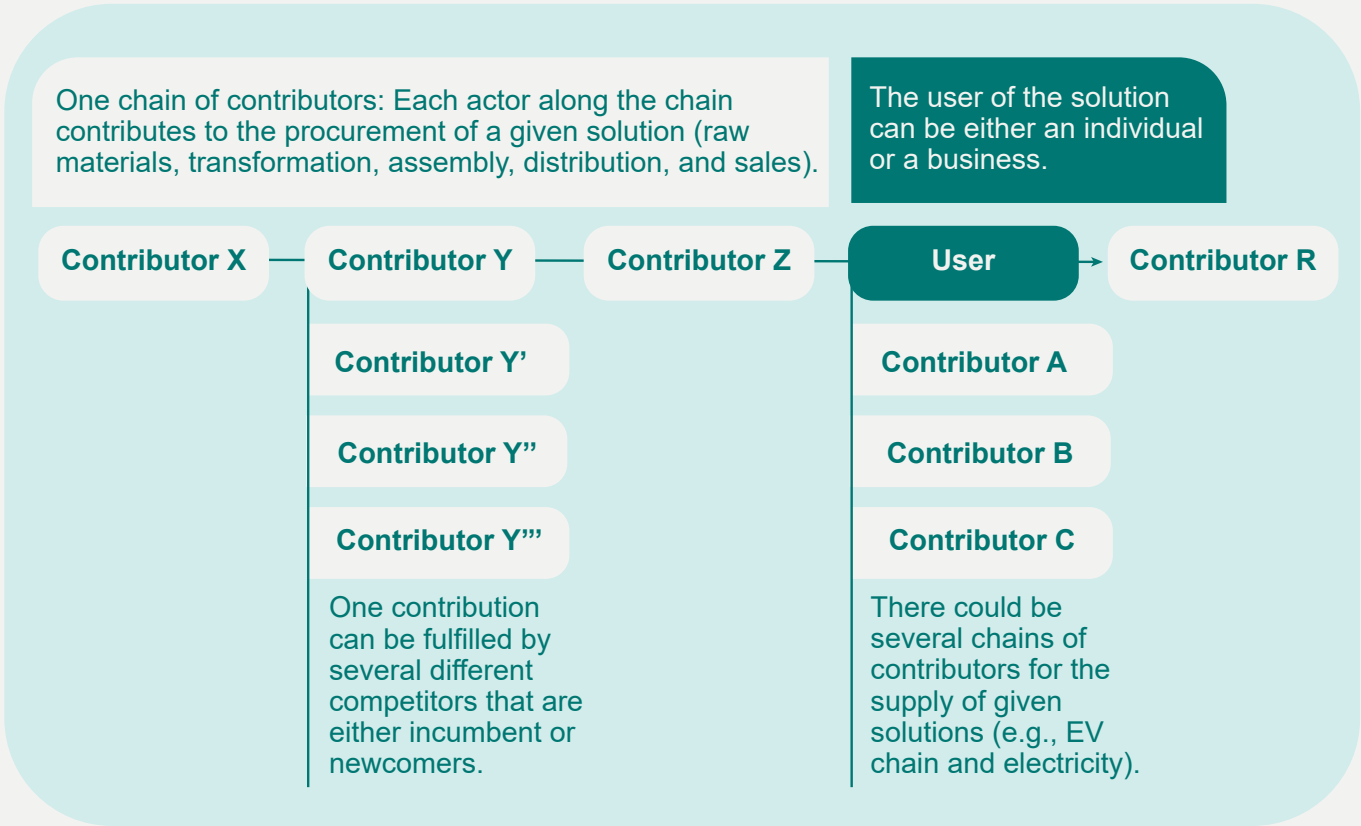 One chain of contributors: Each actor along the chain
contributes to the procurement of a given solution (raw
materials, transformation, assembly, distribution, and sales).
The user of the solution
can be either an individual
or a business.
Contributor X
Contributor Y
Contributor Z
User
Contributor R
Contributor Y’
Contributor Y’’
Contributor Y’’’
One contribution
can be fulfilled by
several different
competitors that are
either incumbent or
newcomers.
Contributor A
Contributor B
Contributor C
There could be
several chains of
contributors for the
supply of given
solutions (e.g., EV
chain and electricity).